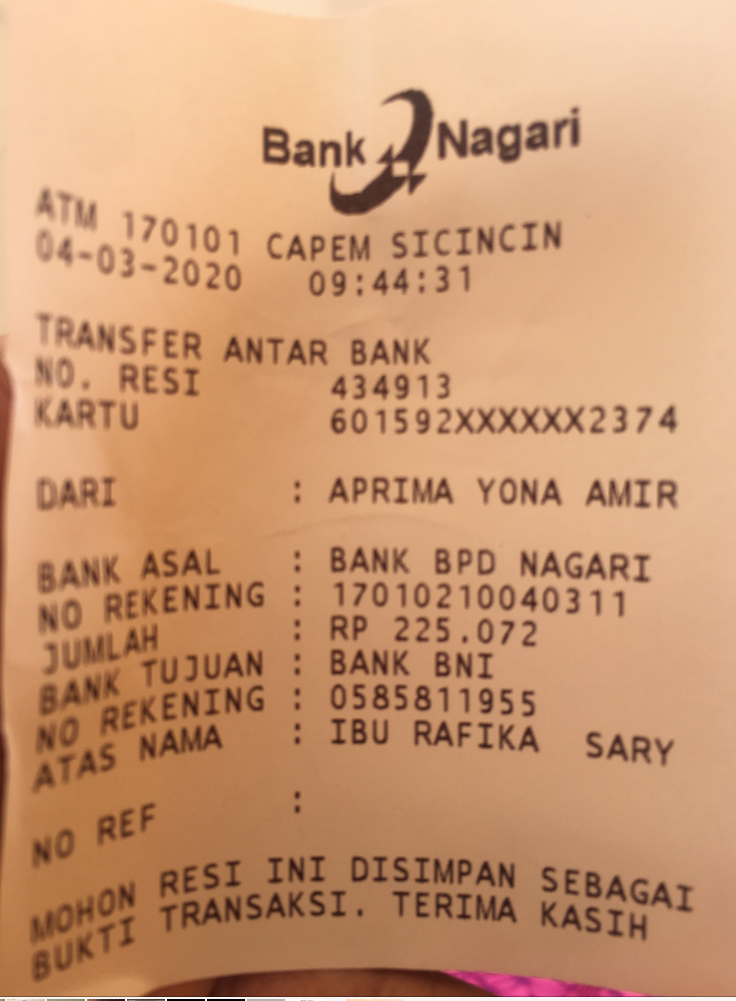 Bank Nagari
ATM 170101 CAPEM SICINCIN
04-03-2020 09:44:31
TRANSFER ANTAR BANK
NO. RESI 434913
KARTU 601592XXXXXX2374
DARI : APRIMA YONA AMIR
BANK ASAL : BANK BPD NAGARI
NO REKENING : 17010210040311
JUMLAH : RP 225.072
BANK TUJUAN : BANK BNI
NO REKENING : 0585811955
ATAS NAMA : IBU RAFIKA SARY
NO REF :
MOHON RESI INI DISIMPAN SEBAGAI
BUKTI TRANSAKSI. TERIMA KASIH